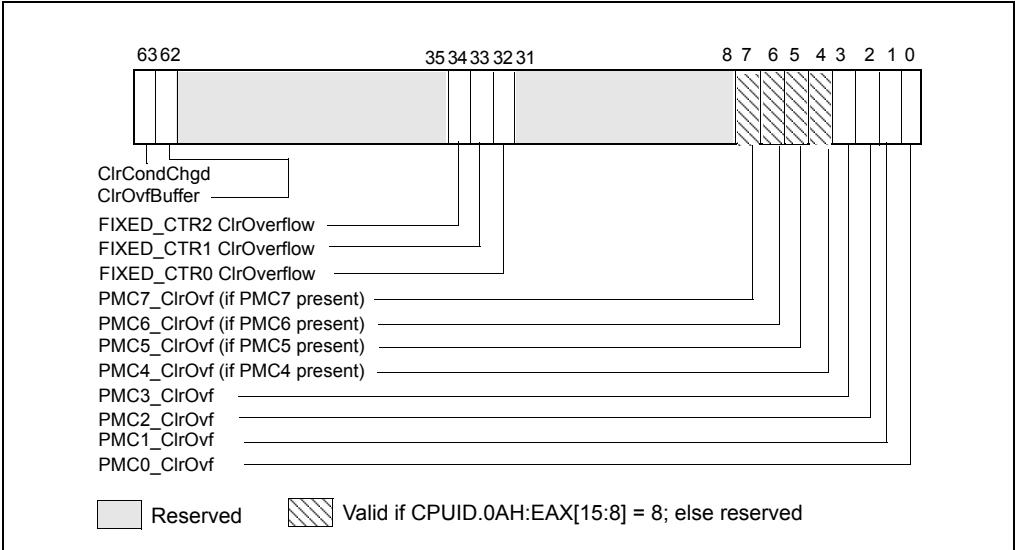 63 62 35 34 33 32 31 8 7 6 5 4 3 2 1 0
ClrCondChgd
ClrOvfBuffer
FIXED_CTR2 ClrOverflow
FIXED_CTR1 ClrOverflow
FIXED_CTR0 ClrOverflow
PMC7_ClrOvf (if PMC7 present)
PMC6_ClrOvf (if PMC6 present)
PMC5_ClrOvf (if PMC5 present)
PMC4_ClrOvf (if PMC4 present)
PMC3_ClrOvf
PMC2_ClrOvf
PMC1_ClrOvf
PMC0_ClrOvf
Reserved Valid if CPUID.0AH:EAX[15:8] = 8; else reserved